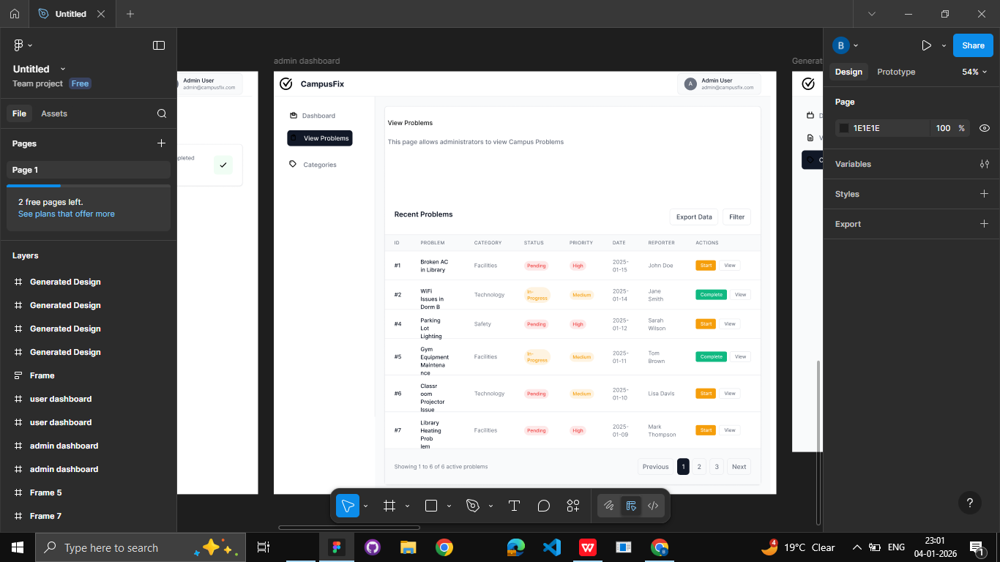 Untitled
Untitled
Team project Free
File Assets
Pages
Page 1
2 free pages left.
See plans that offer more
Layers
Generated Design
Generated Design
Generated Design
Generated Design
Frame
user dashboard
user dashboard
admin dashboard
admin dashboard
Frame 5
Frame 7
Admin User
admin@campusfix.com
admin dashboard
CampusFix
A
Admin User
admin@campusfix.com
Dashboard
View Problems
Categories
View Problems
This page allows administrators to view Campus Problems
Recent Problems
Export Data Filter
ID PROBLEM CATEGORY STATUS PRIORITY DATE REPORTER ACTIONS
#1 Broken AC in Library Facilities Pending High 2025-01-15 John Doe Start View
#2 WiFi Issues in Dorm B Technology In-Progress Medium 2025-01-14 Jane Smith Complete View
#4 Parking Lot Lighting Safety Pending High 2025-01-12 Sarah Wilson Start View
#5 Gym Equipment Maintenance Facilities In-Progress Medium 2025-01-11 Tom Brown Complete View
#6 Classroom Projector Issue Technology Pending Medium 2025-01-10 Lisa Davis Start View
#7 Library Heating Problem Facilities Pending High 2025-01-09 Mark Thompson Start View
Showing 1 to 6 of 6 active problems
Previous 1 2 3 Next
B
Share
Design Prototype 54%
Page
1E1E1E 100 %
Variables
Styles
Export
?
Type here to search
4
19°C Clear
ENG
23:01
04-01-2026
1